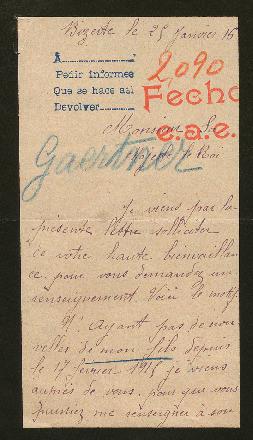 Bizerte le 25 Janvier 16
A
Pedir informes
Que se hace así
Devolver
2.090
Fecho
e.a.e.
Monsieur
Gaertner
Je viens par la
présente lettre solliciter
de votre haute bienveillan
ce pour vous demandez un
renseignement. Voici le motif
N'Ayant pas de nou
velles de mon fils depuis
le 17 février 1915 je viens
auprès de vous, pour que vous
puissiez me renseigner à son